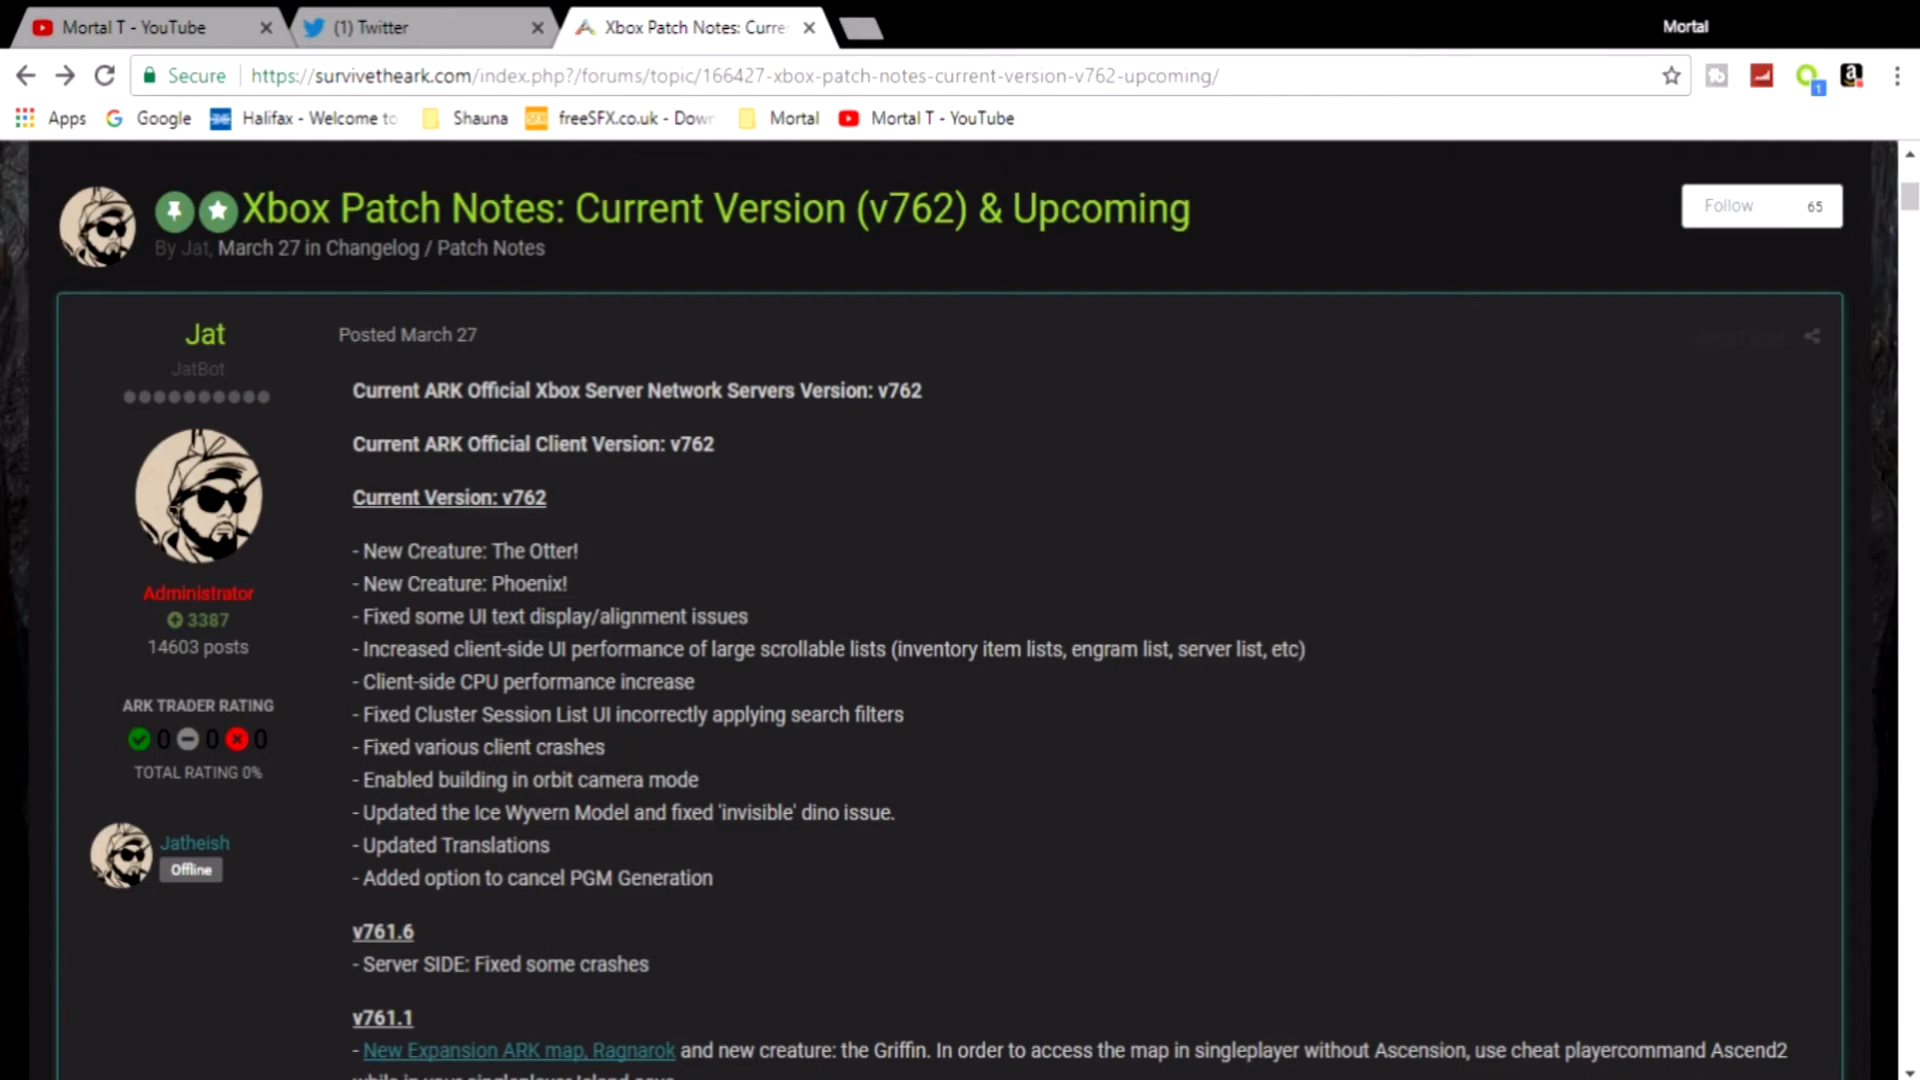 Mortal T - YouTube
(1) Twitter
Xbox Patch Notes: Curre
Mortal
Secure
https://survivetheark.com/index.php?/forums/topic/166427-xbox-patch-notes-current-version-v762-upcoming/
1
Apps
Google
Halifax - Welcome to
Shauna
freeSFX.co.uk - Down
Mortal
Mortal T - YouTube
Xbox Patch Notes: Current Version (v762) & Upcoming
Follow 65
By Jat, March 27 in Changelog / Patch Notes
Jat
JatBot
Administrator
3387
14603 posts
ARK TRADER RATING
0 0 0
TOTAL RATING 0%
Jatheish
Offline
Posted March 27
Current ARK Official Xbox Server Network Servers Version: v762
Current ARK Official Client Version: v762
Current Version: v762
- New Creature: The Otter!
- New Creature: Phoenix!
- Fixed some UI text display/alignment issues
- Increased client-side UI performance of large scrollable lists (inventory item lists, engram list, server list, etc)
- Client-side CPU performance increase
- Fixed Cluster Session List UI incorrectly applying search filters
- Fixed various client crashes
- Enabled building in orbit camera mode
- Updated the Ice Wyvern Model and fixed 'invisible' dino issue.
- Updated Translations
- Added option to cancel PGM Generation
v761.6
- Server SIDE: Fixed some crashes
v761.1
- New Expansion ARK map, Ragnarok and new creature: the Griffin. In order to access the map in singleplayer without Ascension, use cheat playercommand Ascend2